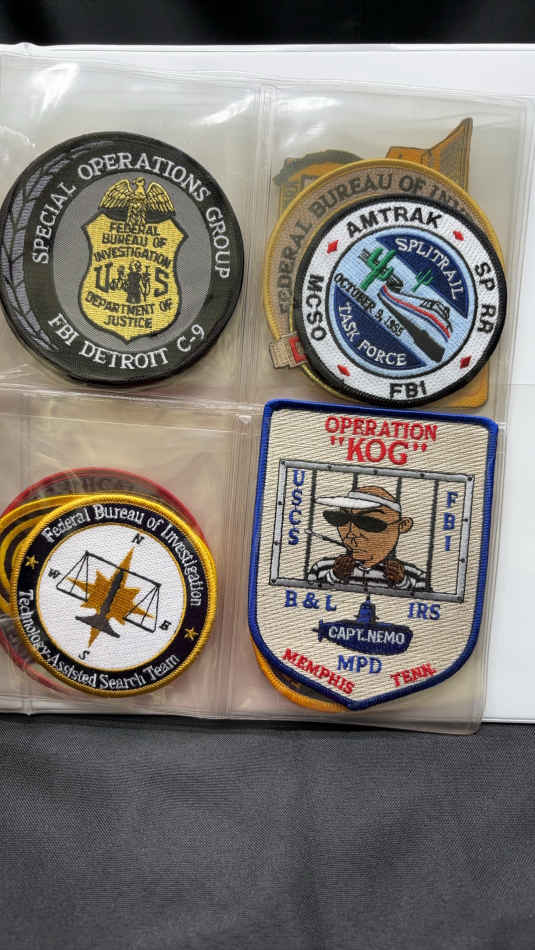 SPECIAL OPERATIONS GROUP
FEDERAL
BUREAU OF
INVESTIGATION
U S
DEPARTMENT OF
JUSTICE
FBI DETROIT C-9
FEDERAL BUREAU OF
AMTRAK
SP RR
FBI
MCSO
SPLITRAIL
OCTOBER 9, 1995
TASK FORCE
Federal Bureau of Investigation
N
W
E
S
Technology-Assisted Search Team
OPERATION
"KOG"
USCS
FBI
B & L
IRS
CAPT. NEMO
MPD
MEMPHIS TENN.